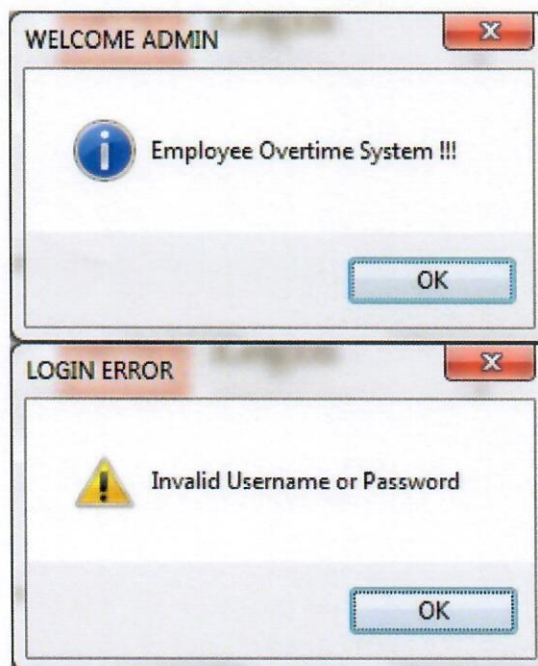 WELCOME ADMIN
Employee Overtime System !!!
OK
LOGIN ERROR
Invalid Username or Password
OK